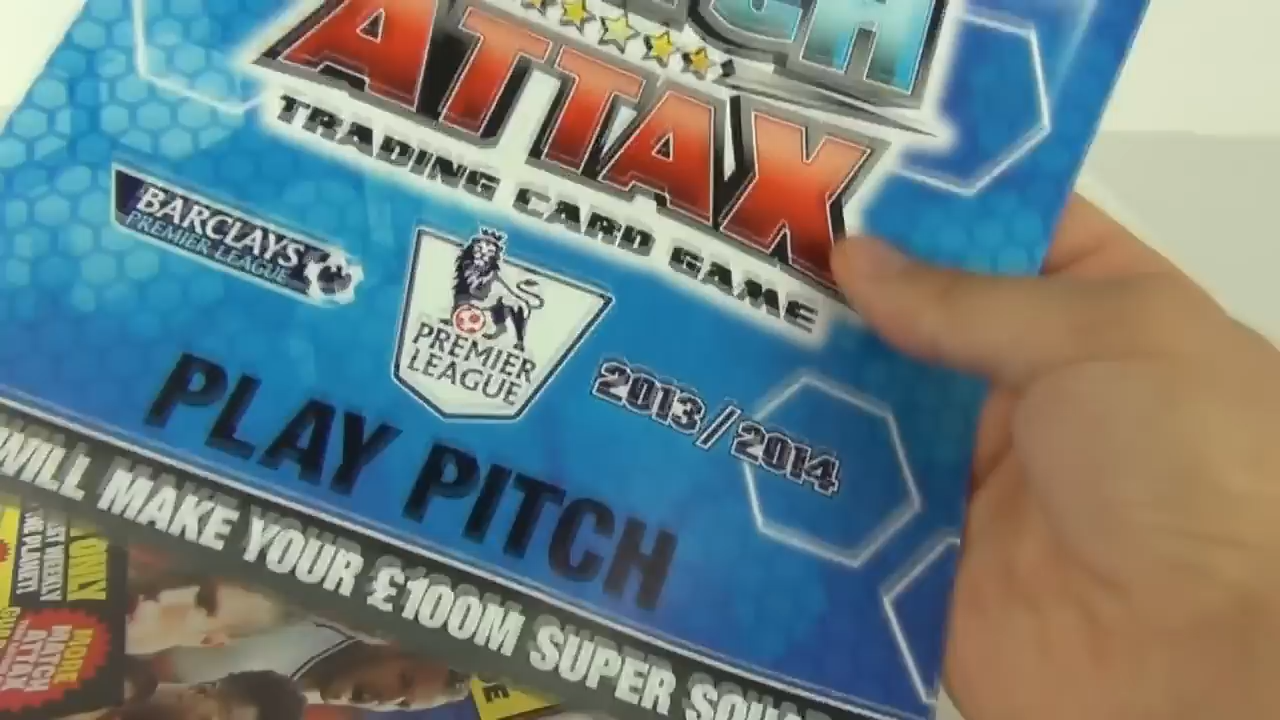 ATTAX
TRADING CARD GAME
BARCLAYS
PREMIER LEAGUE
PREMIER
LEAGUE
2013/2014
PLAY PITCH
WILL MAKE YOUR £100M SUPER
ONLY
MORE
MATCH
ATTAX